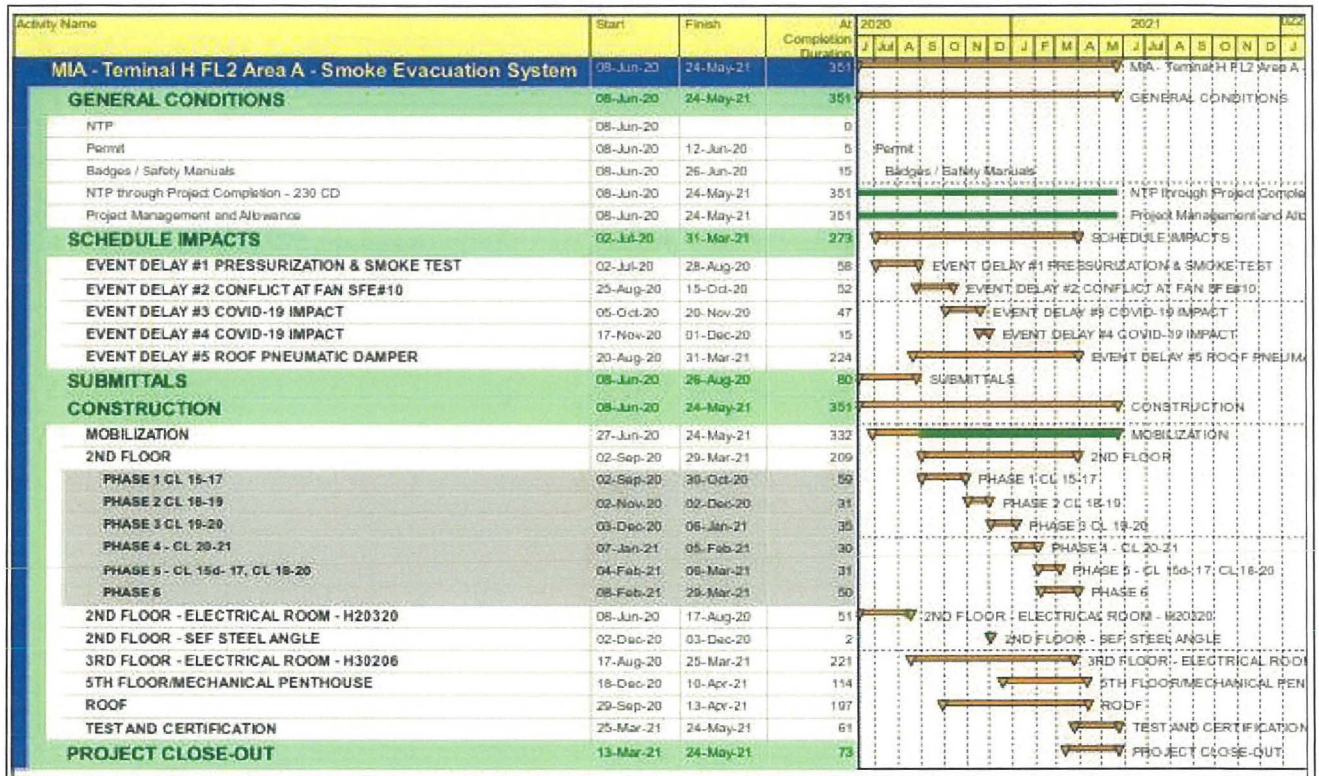 Activity Name Start Finish At Completion Duration 2020 2021 022
J Jul A S O N D J F M A M J Jul A S O N D J
MIA - Teminal H FL2 Area A - Smoke Evacuation System 08-Jun-20 24-May-21 351 MIA - Teminal H FL2 Area A
GENERAL CONDITIONS 08-Jun-20 24-May-21 351 GENERAL CONDITIONS
NTP 08-Jun-20 0
Permit 08-Jun-20 12-Jun-20 5 Permit
Badges / Safety Manuals 08-Jun-20 26-Jun-20 15 Badges / Safety Manuals
NTP through Project Completion - 230 CD 08-Jun-20 24-May-21 351 NTP through Project Comple
Project Management and Allowance 08-Jun-20 24-May-21 351 Project Management and Allo
SCHEDULE IMPACTS 02-Jul-20 31-Mar-21 273 SCHEDULE IMPACTS
EVENT DELAY #1 PRESSURIZATION & SMOKE TEST 02-Jul-20 28-Aug-20 58 EVENT DELAY #1 PRESSURIZATION & SMOKE TEST
EVENT DELAY #2 CONFLICT AT FAN SFE#10 25-Aug-20 15-Oct-20 52 EVENT DELAY #2 CONFLICT AT FAN SFE#10
EVENT DELAY #3 COVID-19 IMPACT 05-Oct-20 20-Nov-20 47 EVENT DELAY #3 COVID-19 IMPACT
EVENT DELAY #4 COVID-19 IMPACT 17-Nov-20 01-Dec-20 15 EVENT DELAY #4 COVID-19 IMPACT
EVENT DELAY #5 ROOF PNEUMATIC DAMPER 20-Aug-20 31-Mar-21 224 EVENT DELAY #5 ROOF PNEUMA
SUBMITTALS 08-Jun-20 26-Aug-20 80 SUBMITTALS
CONSTRUCTION 08-Jun-20 24-May-21 351 CONSTRUCTION
MOBILIZATION 27-Jun-20 24-May-21 332 MOBILIZATION
2ND FLOOR 02-Sep-20 29-Mar-21 209 2ND FLOOR
PHASE 1 CL 15-17 02-Sep-20 30-Oct-20 59 PHASE 1 CL 15-17
PHASE 2 CL 18-19 02-Nov-20 02-Dec-20 31 PHASE 2 CL 18-19
PHASE 3 CL 19-20 03-Dec-20 06-Jan-21 35 PHASE 3 CL 19-20
PHASE 4 - CL 20-21 07-Jan-21 05-Feb-21 30 PHASE 4 - CL 20-21
PHASE 5 - CL 15d- 17, CL 18-20 04-Feb-21 06-Mar-21 31 PHASE 5 - CL 15d- 17, CL 18-20
PHASE 6 08-Feb-21 29-Mar-21 50 PHASE 6
2ND FLOOR - ELECTRICAL ROOM - H20320 08-Jun-20 17-Aug-20 51 2ND FLOOR - ELECTRICAL ROOM - H20320
2ND FLOOR - SEF STEEL ANGLE 02-Dec-20 03-Dec-20 2 2ND FLOOR - SEF STEEL ANGLE
3RD FLOOR - ELECTRICAL ROOM - H30206 17-Aug-20 25-Mar-21 221 3RD FLOOR - ELECTRICAL ROO
5TH FLOOR/MECHANICAL PENTHOUSE 18-Dec-20 10-Apr-21 114 5TH FLOOR/MECHANICAL PEN
ROOF 29-Sep-20 13-Apr-21 197 ROOF
TEST AND CERTIFICATION 25-Mar-21 24-May-21 61 TEST AND CERTIFICATION
PROJECT CLOSE-OUT 13-Mar-21 24-May-21 73 PROJECT CLOSE-OUT